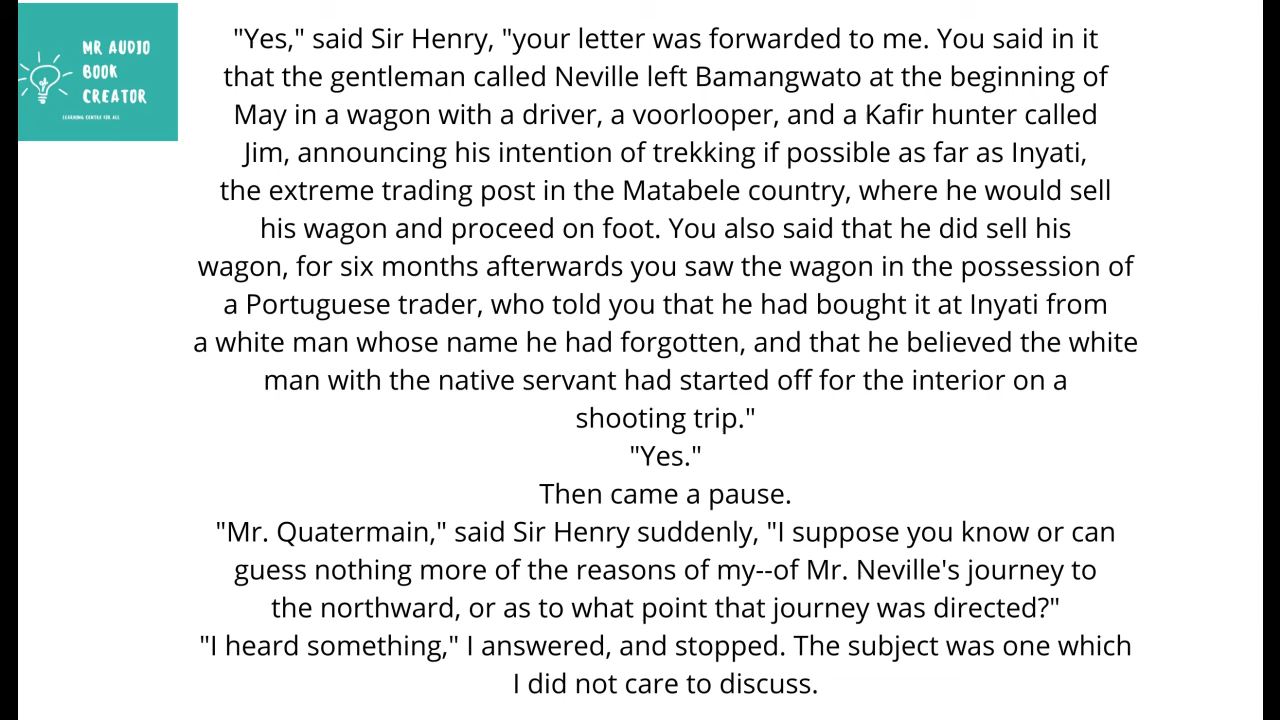 MR AUDIO
BOOK
CREATOR
LEARNING CENTRE FOR ALL
"Yes," said Sir Henry, "your letter was forwarded to me. You said in it
that the gentleman called Neville left Bamangwato at the beginning of
May in a wagon with a driver, a voorlooper, and a Kafir hunter called
Jim, announcing his intention of trekking if possible as far as Inyati,
the extreme trading post in the Matabele country, where he would sell
his wagon and proceed on foot. You also said that he did sell his
wagon, for six months afterwards you saw the wagon in the possession of
a Portuguese trader, who told you that he had bought it at Inyati from
a white man whose name he had forgotten, and that he believed the white
man with the native servant had started off for the interior on a
shooting trip."
"Yes."
Then came a pause.
"Mr. Quatermain," said Sir Henry suddenly, "I suppose you know or can
guess nothing more of the reasons of my--of Mr. Neville's journey to
the northward, or as to what point that journey was directed?"
"I heard something," I answered, and stopped. The subject was one which
I did not care to discuss.